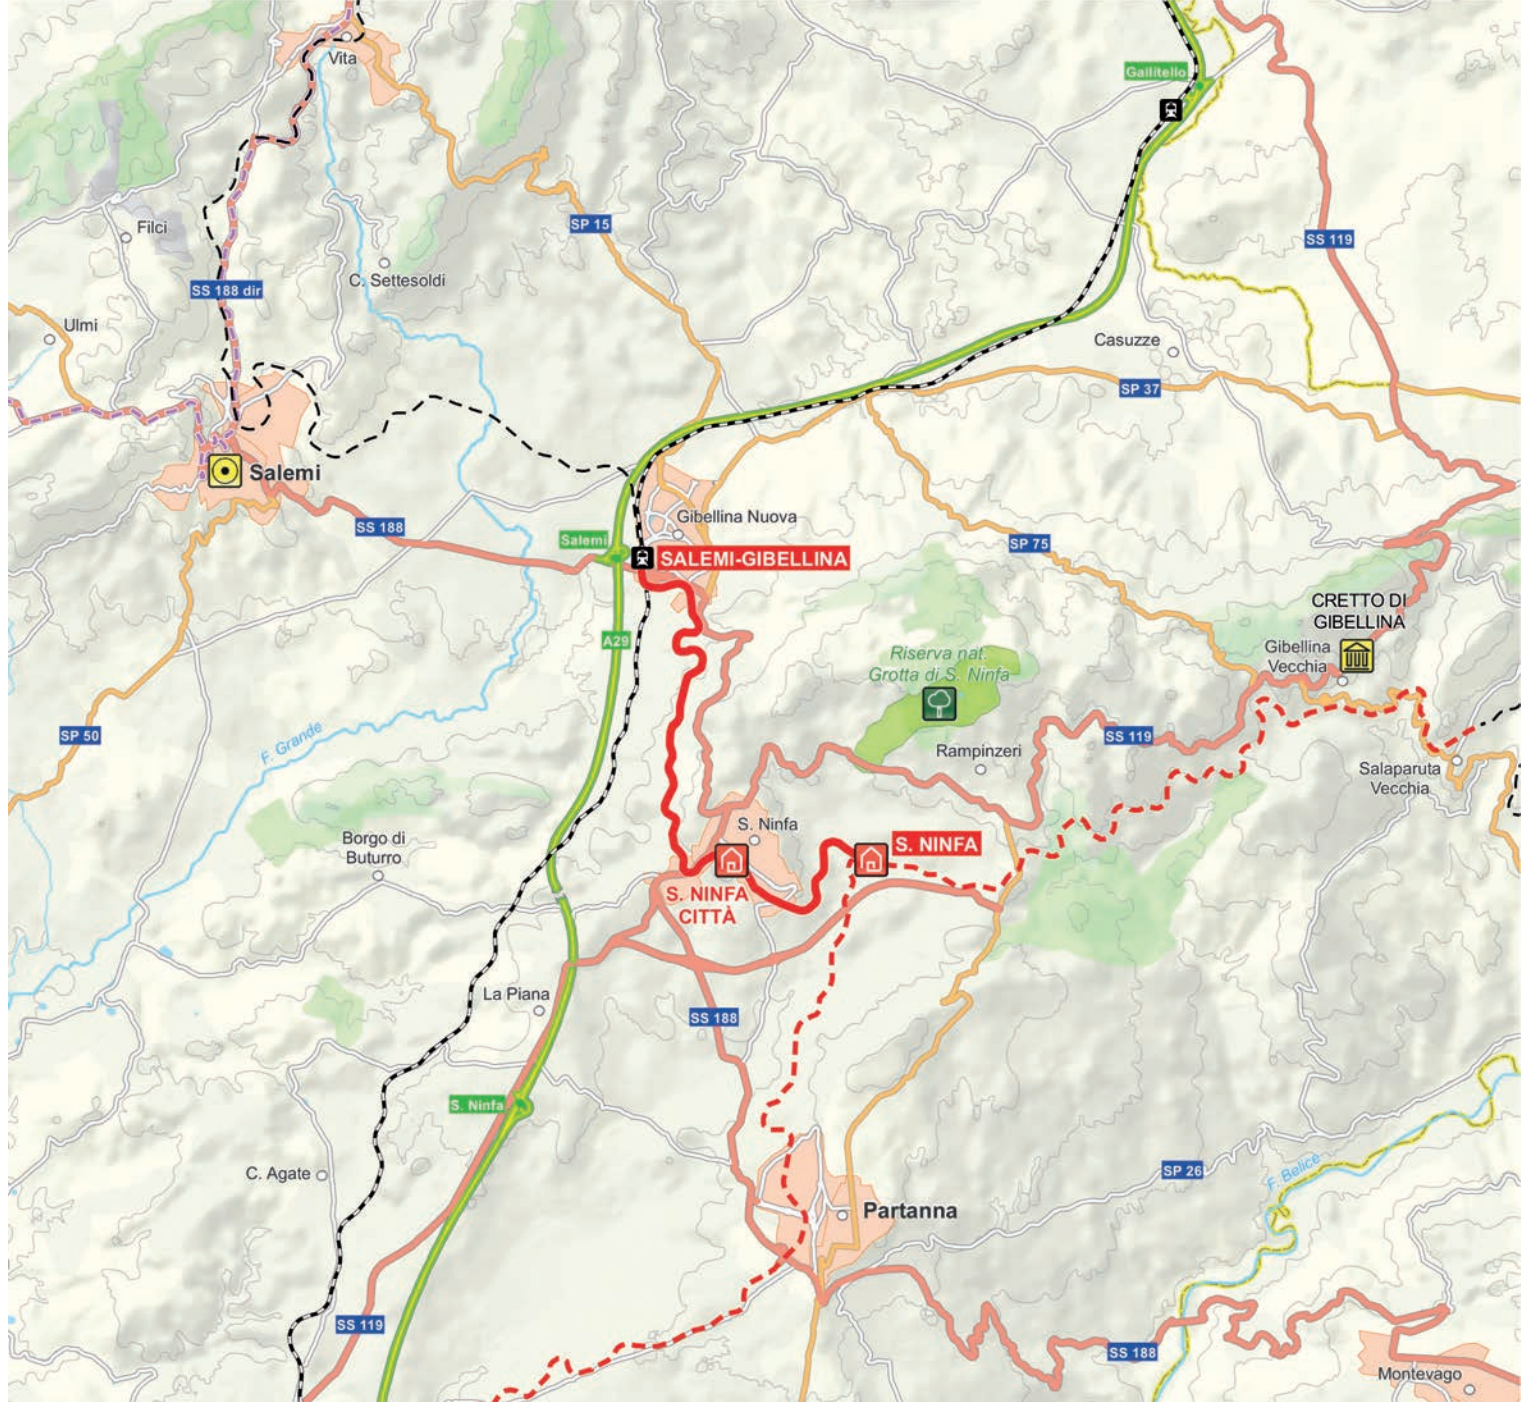 Vita
Gallitello
SP 15
Filci
SS 119
C. Settesoldi
SS 188 dir
Ulmi
Casuzze
SP 37
Salemi
SS 188
Gibellina Nuova
Salemi
SALEMI-GIBELLINA
SP 75
CRETTO DI
GIBELLINA
A29
Gibellina
Vecchia
Riserva nat.
Grotta di S. Ninfa
SP 50
F. Grande
SS 119
Rampinzeri
Salaparuta
Vecchia
S. Ninfa
Borgo di
Buturro
S. NINFA
S. NINFA
CITTÀ
La Piana
SS 188
S. Ninfa
C. Agate
SP 26
F. Belice
Partanna
SS 119
SS 188
Montevago